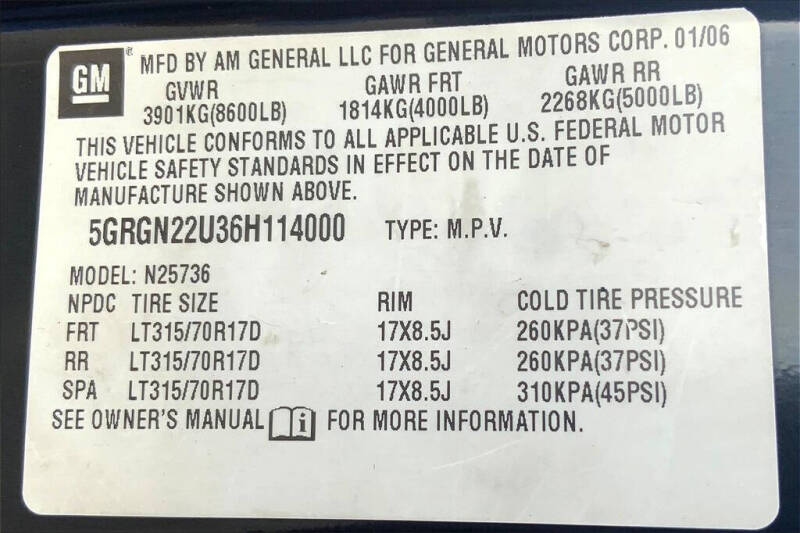 GM ® MFD BY AM GENERAL LLC FOR GENERAL MOTORS CORP. 01/06
GVWR GAWR FRT GAWR RR
3901KG(8600LB) 1814KG(4000LB) 2268KG(5000LB)
THIS VEHICLE CONFORMS TO ALL APPLICABLE U.S. FEDERAL MOTOR
VEHICLE SAFETY STANDARDS IN EFFECT ON THE DATE OF
MANUFACTURE SHOWN ABOVE.
5GRGN22U36H114000 TYPE: M.P.V.
MODEL: N25736
NPDC TIRE SIZE RIM COLD TIRE PRESSURE
FRT LT315/70R17D 17X8.5J 260KPA(37PSI)
RR LT315/70R17D 17X8.5J 260KPA(37PSI)
SPA LT315/70R17D 17X8.5J 310KPA(45PSI)
SEE OWNER'S MANUAL i FOR MORE INFORMATION.